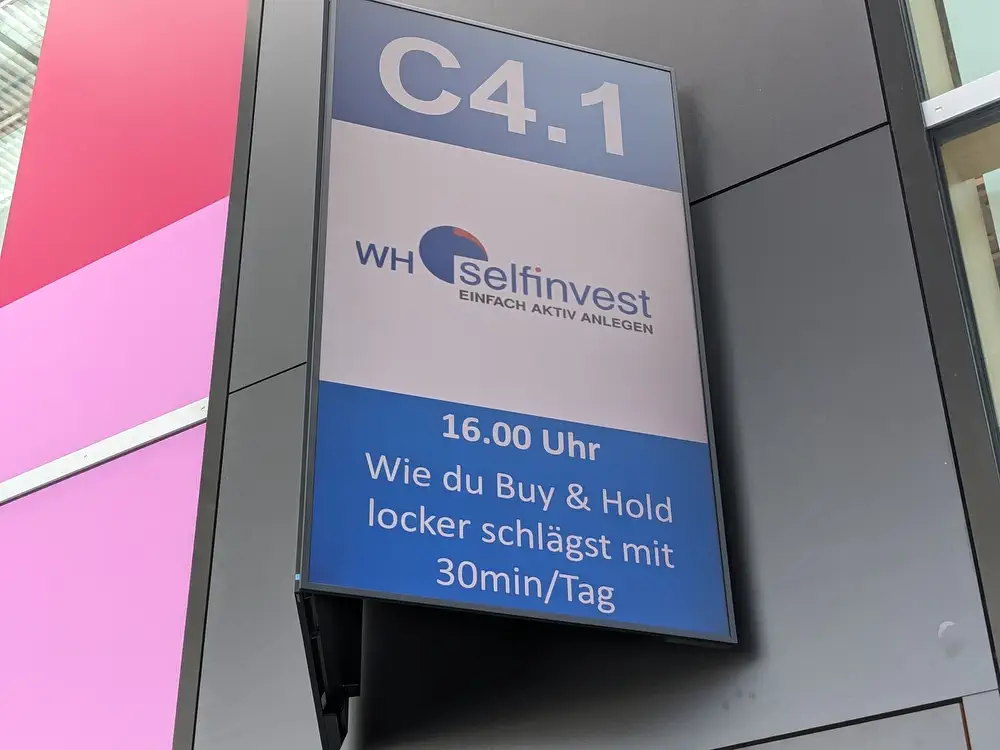 C4.1
WH selfinvest
EINFACH AKTIV ANLEGEN
16.00 Uhr
Wie du Buy & Hold
locker schlägst mit
30min/Tag